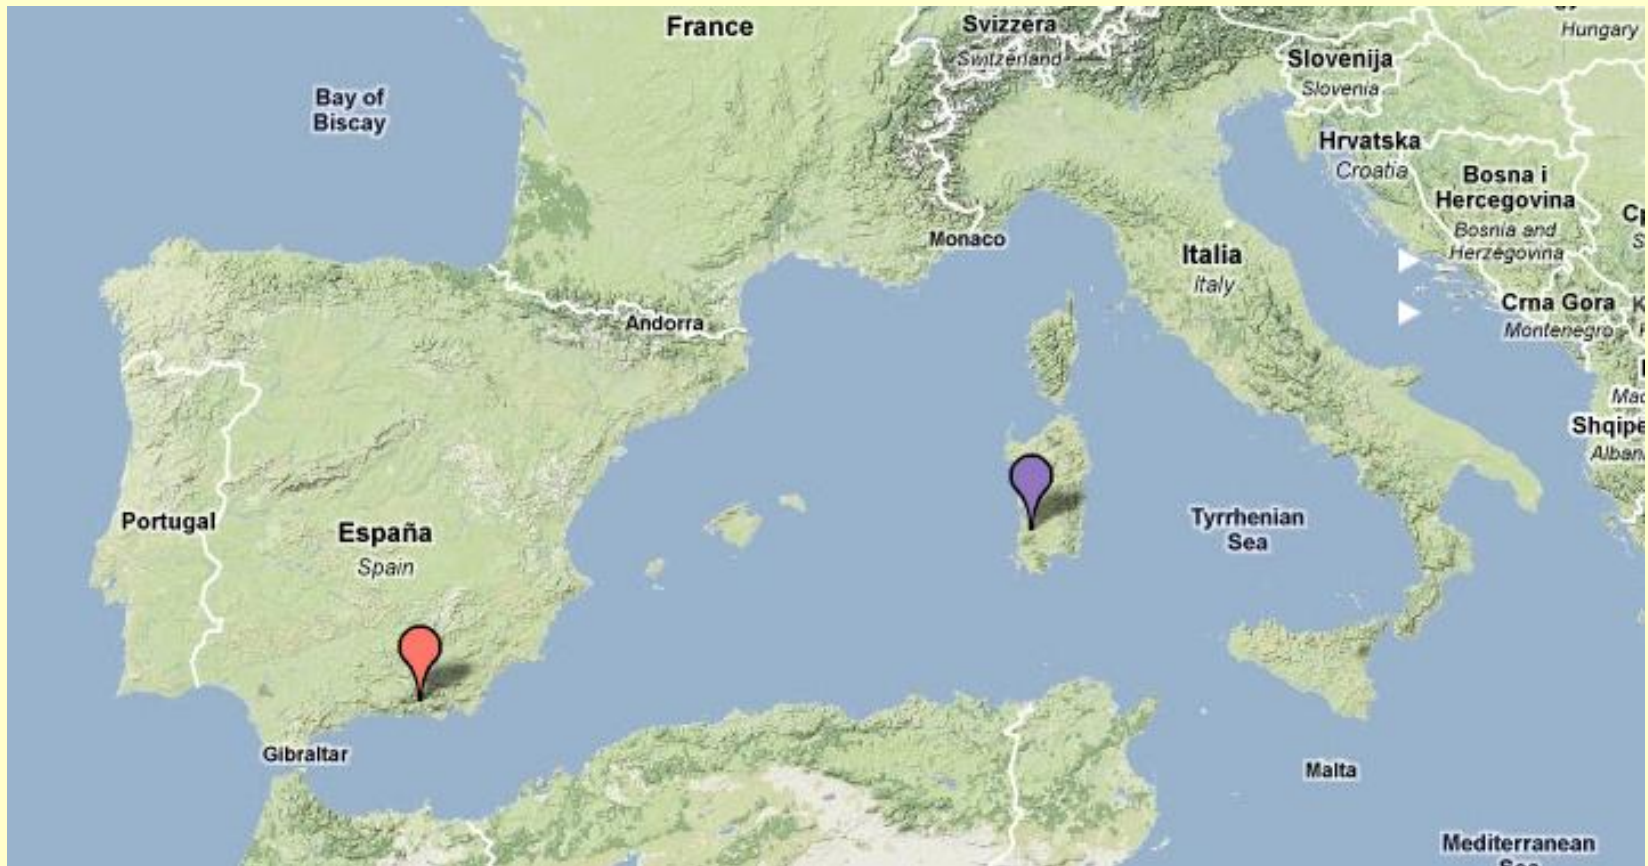 France
Svizzera
Switzerland
Hungary
Slovenija
Slovenia
Bay of
Biscay
Hrvatska
Croatia
Bosna i
Hercegovina
Bosnia and
Herzegovina
Monaco
Italia
Italy
Crna Gora
Montenegro
Andorra
Portugal
España
Spain
Tyrrhenian
Sea
Gibraltar
Malta
Mediterranean